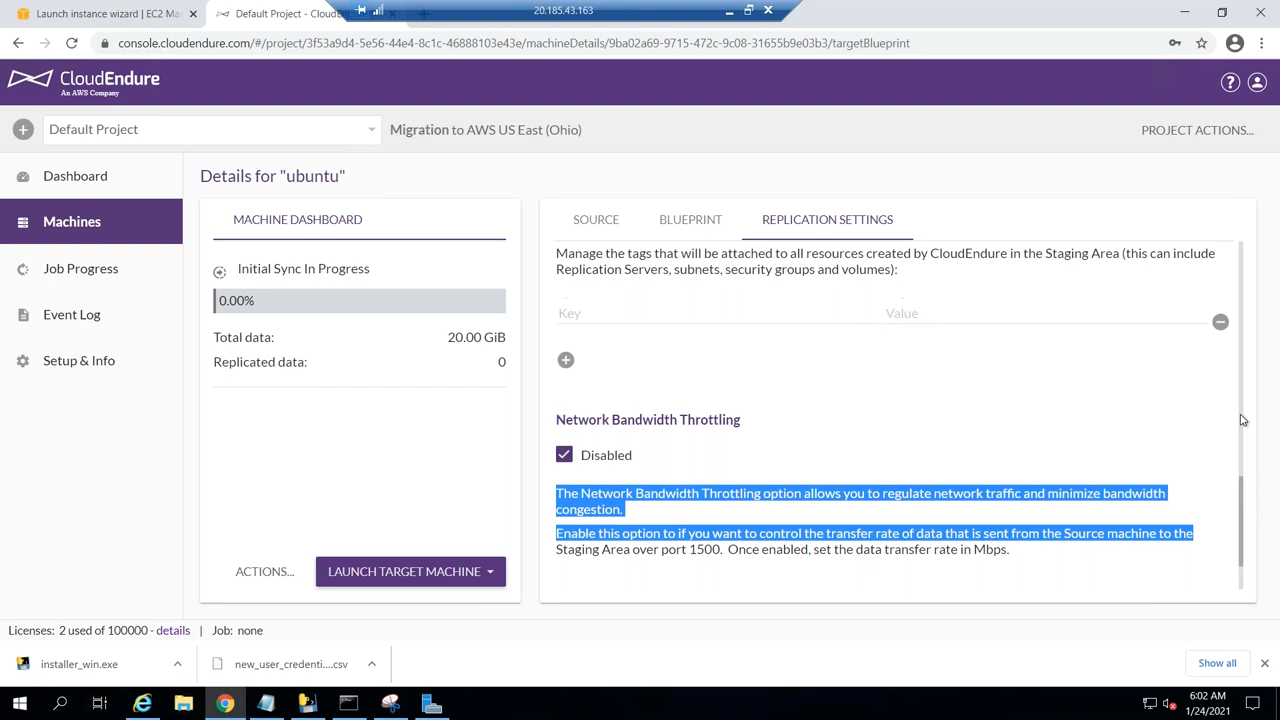 Launch instance wizard | EC2 Ma
Default Project - CloudEndu
20.185.43.163
console.cloudendure.com/#/project/3f53a9d4-5e56-44e4-8c1c-46888103e43e/machineDetails/9ba02a69-9715-472c-9c08-31655b9e03b3/targetBlueprint
CloudEndure
An AWS Company
Default Project
Migration to AWS US East (Ohio)
PROJECT ACTIONS...
Dashboard
Machines
Job Progress
Event Log
Setup & Info
Details for "ubuntu"
MACHINE DASHBOARD
Initial Sync In Progress
0.00%
Total data: 20.00 GiB
Replicated data: 0
ACTIONS...
LAUNCH TARGET MACHINE
SOURCE
BLUEPRINT
REPLICATION SETTINGS
Manage the tags that will be attached to all resources created by CloudEndure in the Staging Area (this can include
Replication Servers, subnets, security groups and volumes):
Key
Value
Network Bandwidth Throttling
Disabled
The Network Bandwidth Throttling option allows you to regulate network traffic and minimize bandwidth
congestion.
Enable this option to if you want to control the transfer rate of data that is sent from the Source machine to the
Staging Area over port 1500. Once enabled, set the data transfer rate in Mbps.
Licenses: 2 used of 100000 - details | Job: none
installer_win.exe
new_user_credenti....csv
Show all
6:02 AM
1/24/2021